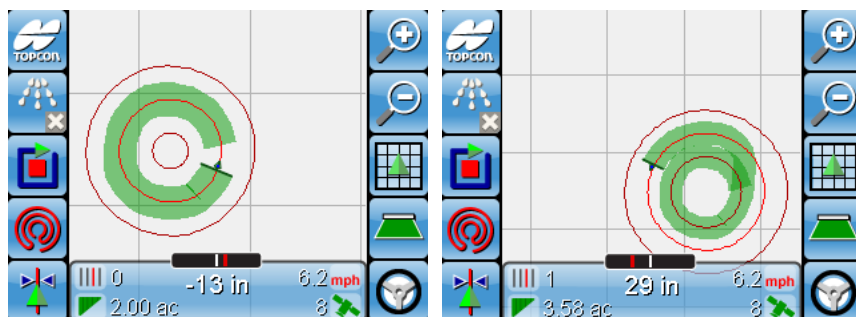 TOPCON
0
-13 in
6.2 mph
2.00 ac
8
TOPCON
1
29 in
6.2 mph
3.58 ac
8